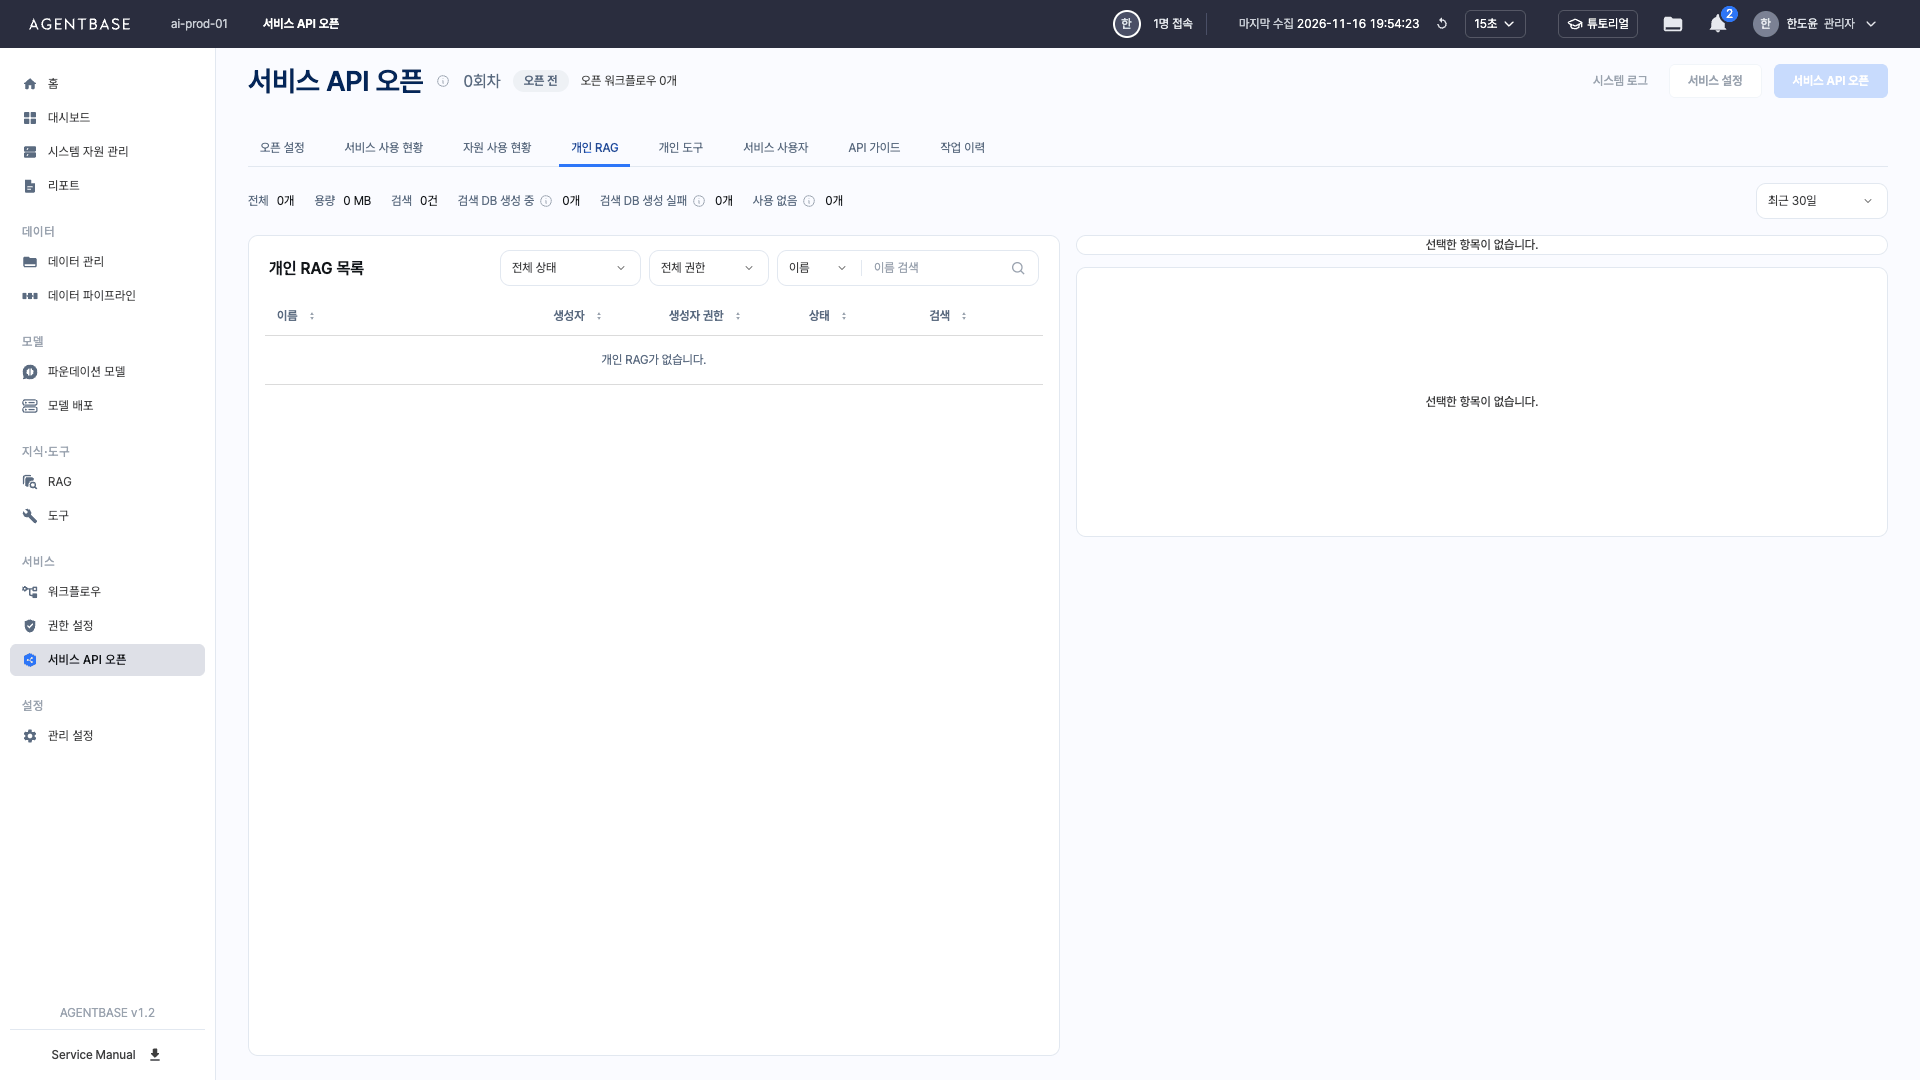 AGENTBASE
ai-prod-01
서비스 API 오픈
한
1명 접속
마지막 수집 2026-11-16 19:54:23
15초
튜토리얼
2
한
한도윤 관리자
홈
대시보드
시스템 자원 관리
리포트
데이터
데이터 관리
데이터 파이프라인
모델
파운데이션 모델
모델 배포
지식·도구
RAG
도구
서비스
워크플로우
권한 설정
서비스 API 오픈
설정
관리 설정
AGENTBASE v1.2
Service Manual
서비스 API 오픈
0회차
오픈 전
오픈 워크플로우 0개
시스템 로그
서비스 설정
서비스 API 오픈
오픈 설정
서비스 사용 현황
자원 사용 현황
개인 RAG
개인 도구
서비스 사용자
API 가이드
작업 이력
전체 0개
용량 0 MB
검색 0건
검색 DB 생성 중 0개
검색 DB 생성 실패 0개
사용 없음 0개
최근 30일
개인 RAG 목록
전체 상태
전체 권한
이름
이름 검색
이름
생성자
생성자 권한
상태
검색
개인 RAG가 없습니다.
선택한 항목이 없습니다.
선택한 항목이 없습니다.